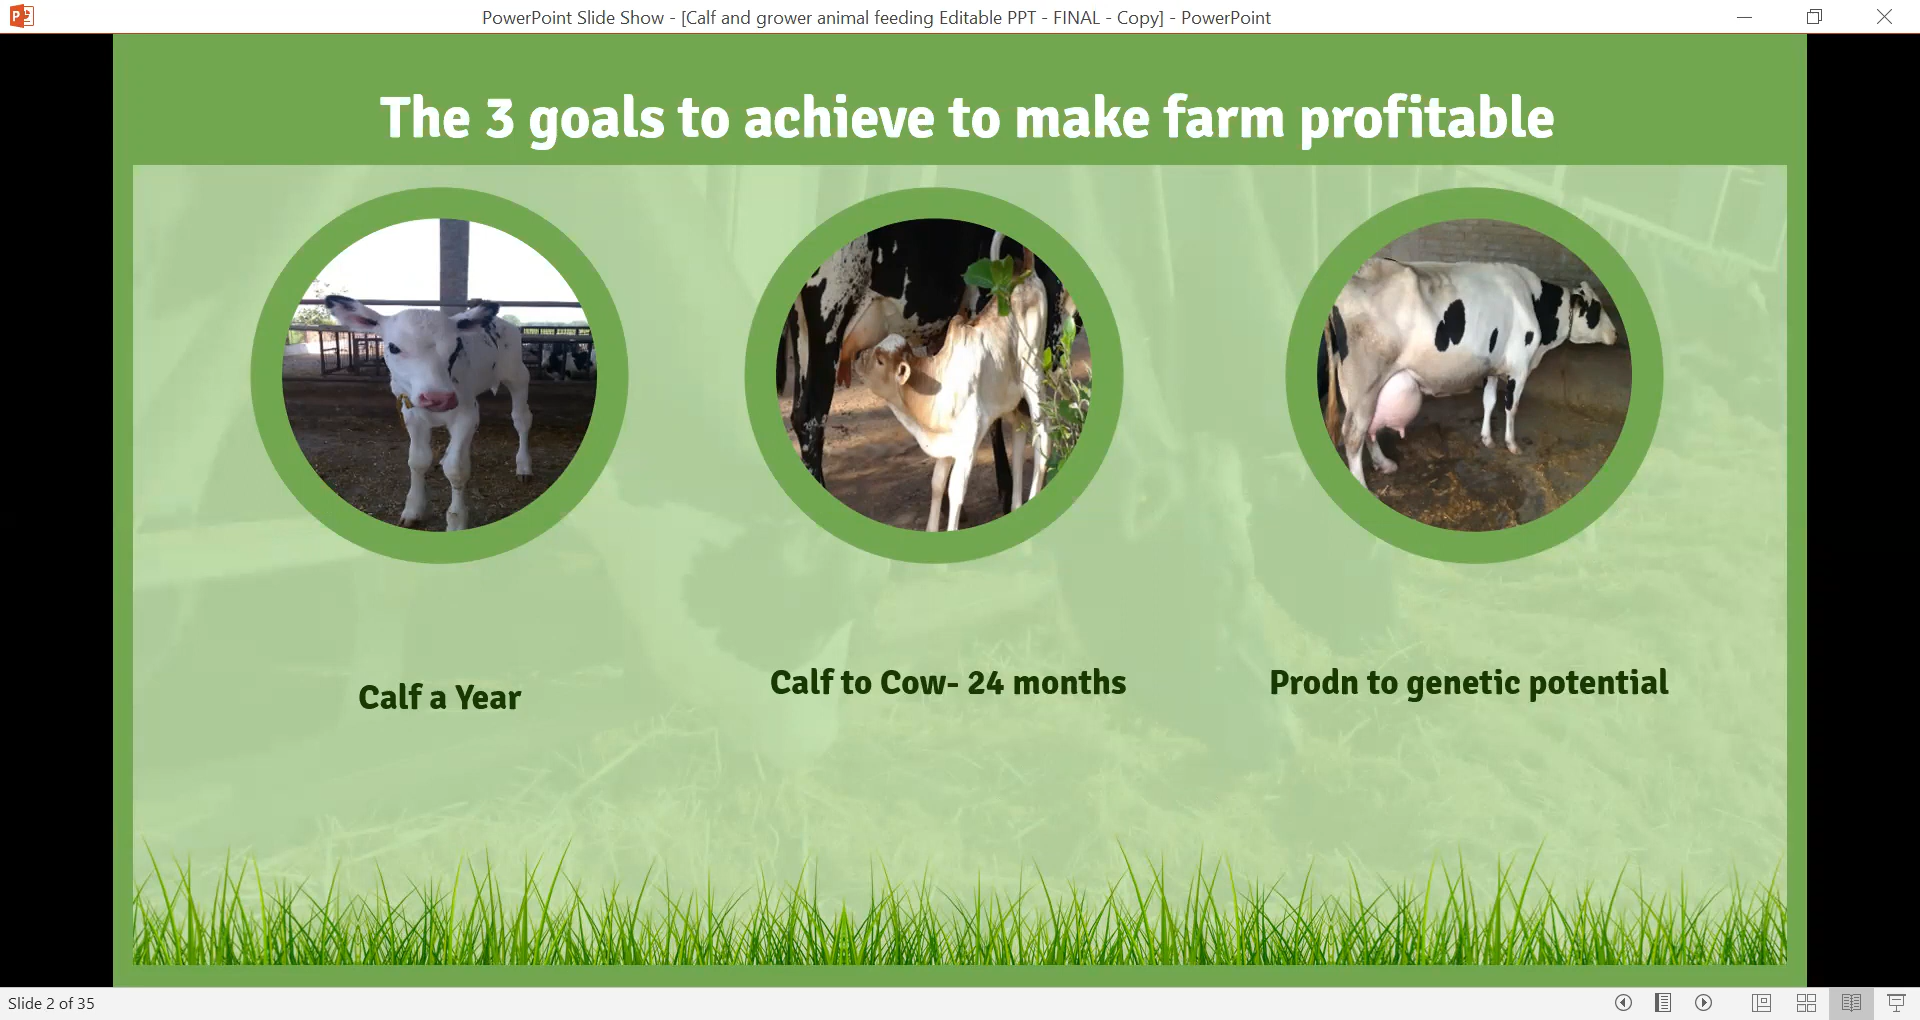 PowerPoint Slide Show - [Calf and grower animal feeding Editable PPT - FINAL - Copy] - PowerPoint
The 3 goals to achieve to make farm profitable
Calf a Year
Calf to Cow- 24 months
Prodn to genetic potential
Slide 2 of 35